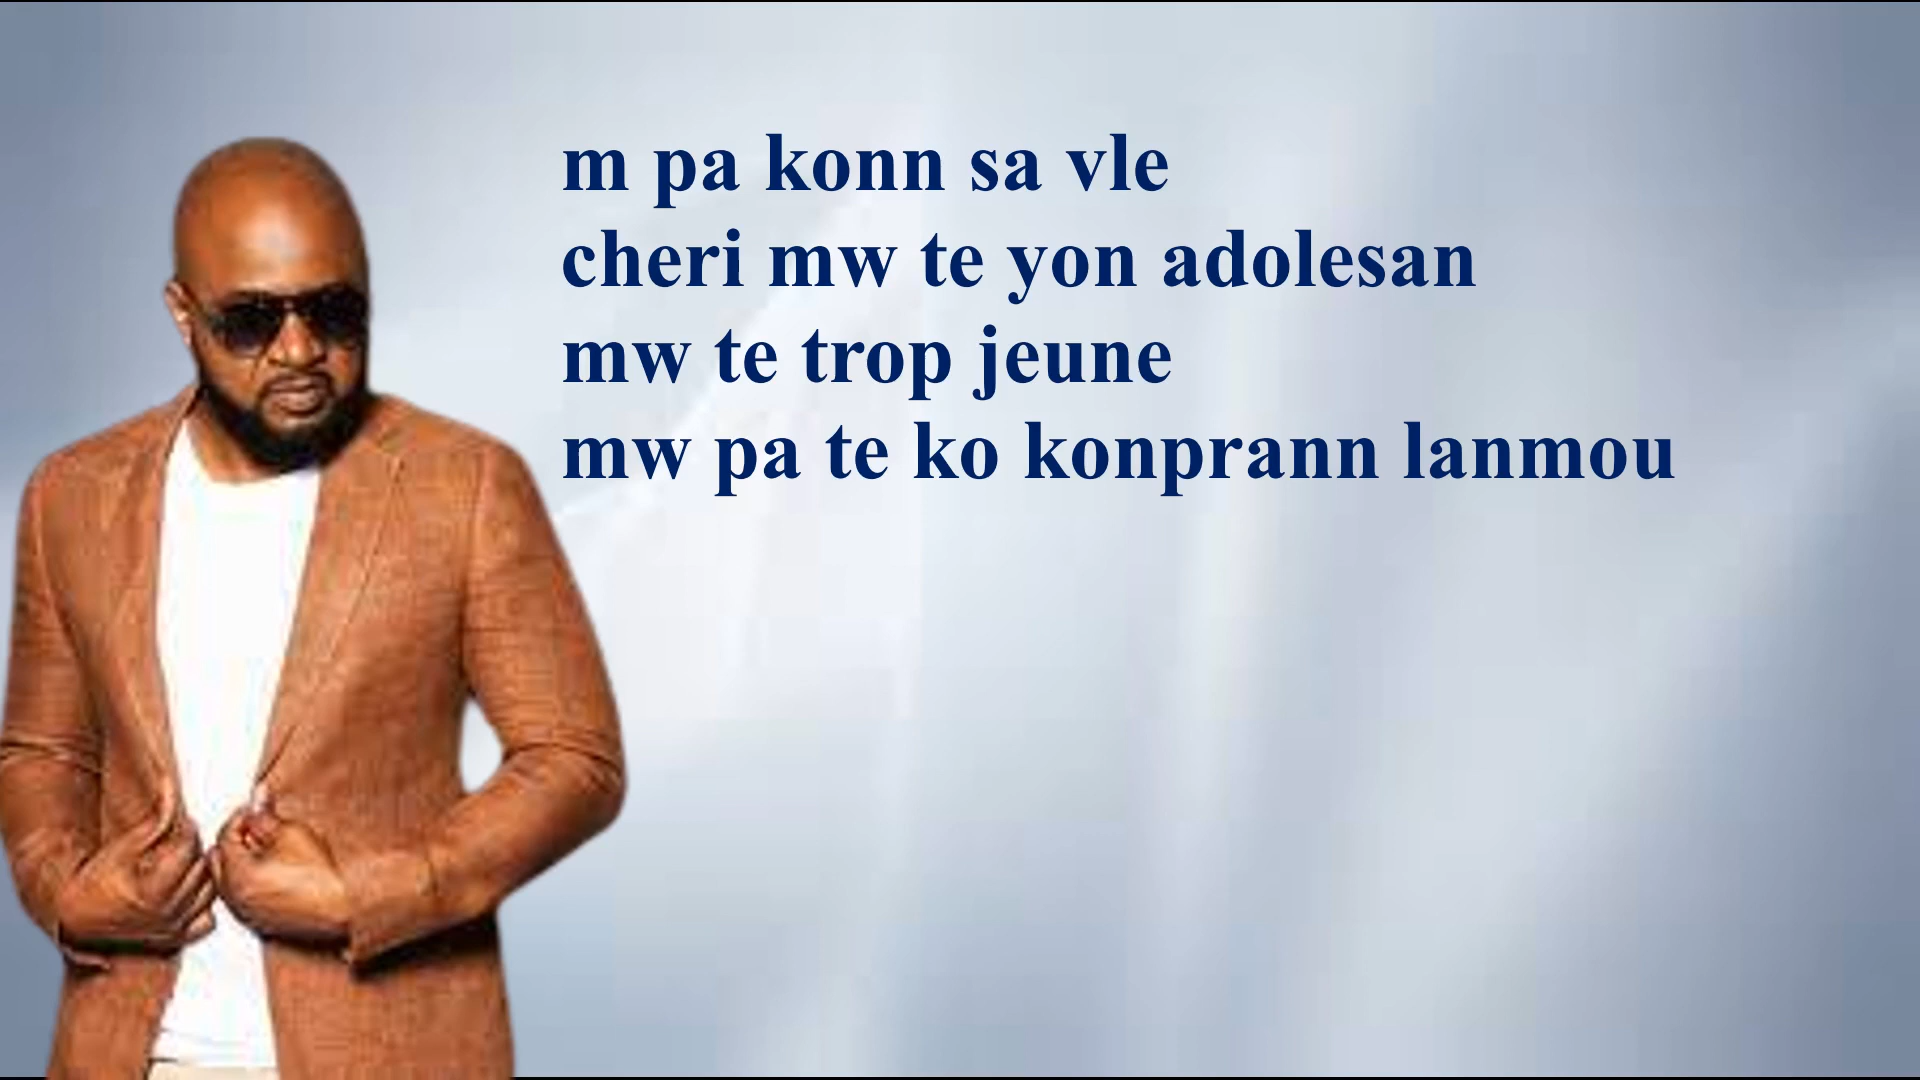 m pa konn sa vle
cheri mw te yon adolesan
mw te trop jeune
mw pa te ko konprann lanmou